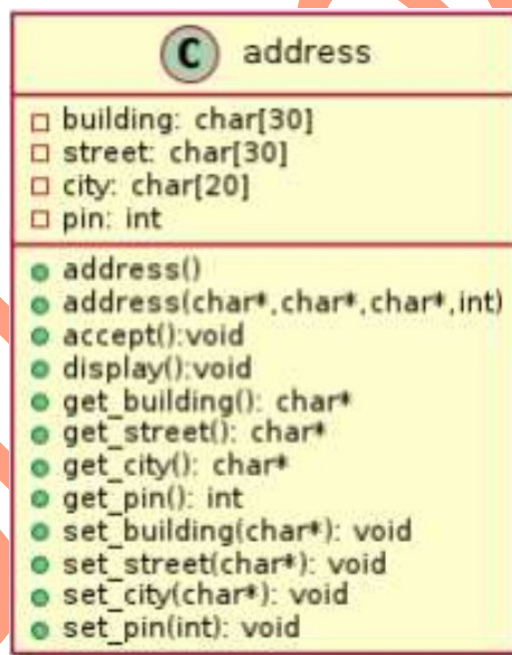 C address
building: char[30]
street: char[30]
city: char[20]
pin: int
address()
address(char*,char*,char*,int)
accept():void
display():void
get_building(): char*
get_street(): char*
get_city(): char*
get_pin(): int
set_building(char*): void
set_street(char*): void
set_city(char*): void
set_pin(int): void